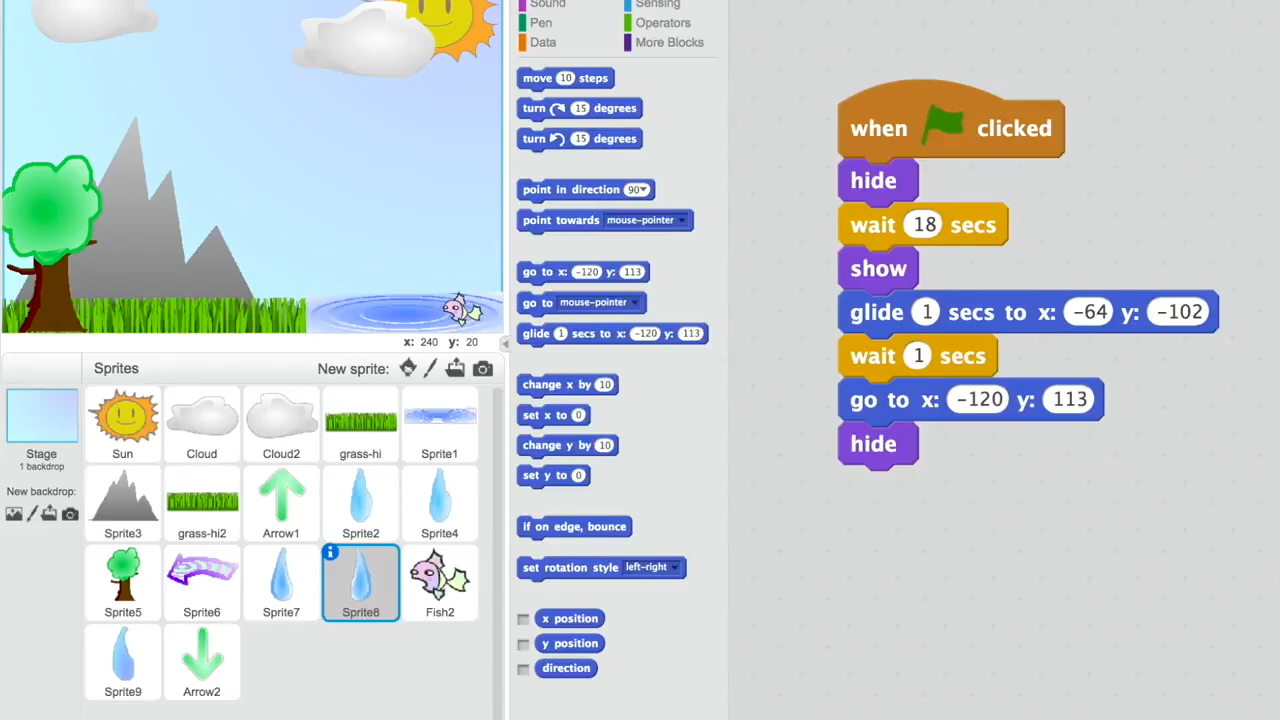 Sound
Sensing
Pen
Operators
Data
More Blocks
move 10 steps
turn 15 degrees
turn 15 degrees
point in direction 90
point towards mouse-pointer
go to x: -120 y: 113
go to mouse-pointer
glide 1 secs to x: -120 y: 113
change x by 10
set x to 0
change y by 10
set y to 0
if on edge, bounce
set rotation style left-right
x position
y position
direction
when clicked
hide
wait 18 secs
show
glide 1 secs to x: -64 y: -102
wait 1 secs
go to x: -120 y: 113
hide
x: 240 y: 20
Sprites
New sprite:
Stage
1 backdrop
New backdrop:
Sun
Cloud
Cloud2
grass-hi
Sprite1
Sprite3
grass-hi2
Arrow1
Sprite2
Sprite4
Sprite5
Sprite6
Sprite7
i
Sprite8
Fish2
Sprite9
Arrow2